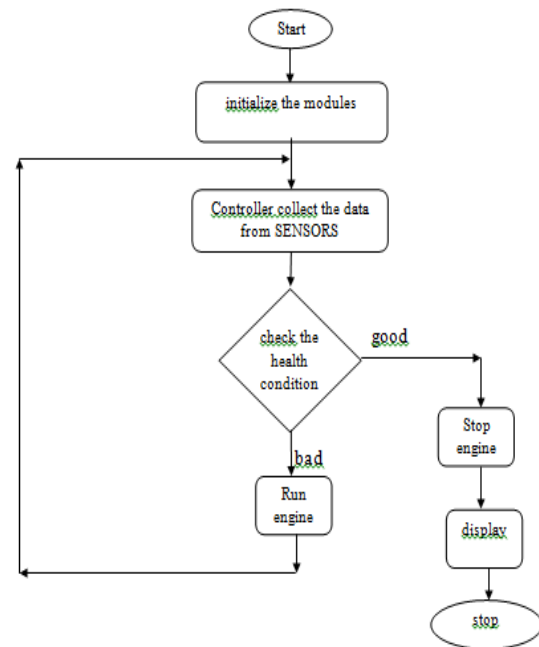 Start
initialize the modules
Controller collect the data
from SENSORS
check the
health
condition
good
bad
Stop
engine
Run
engine
display
stop